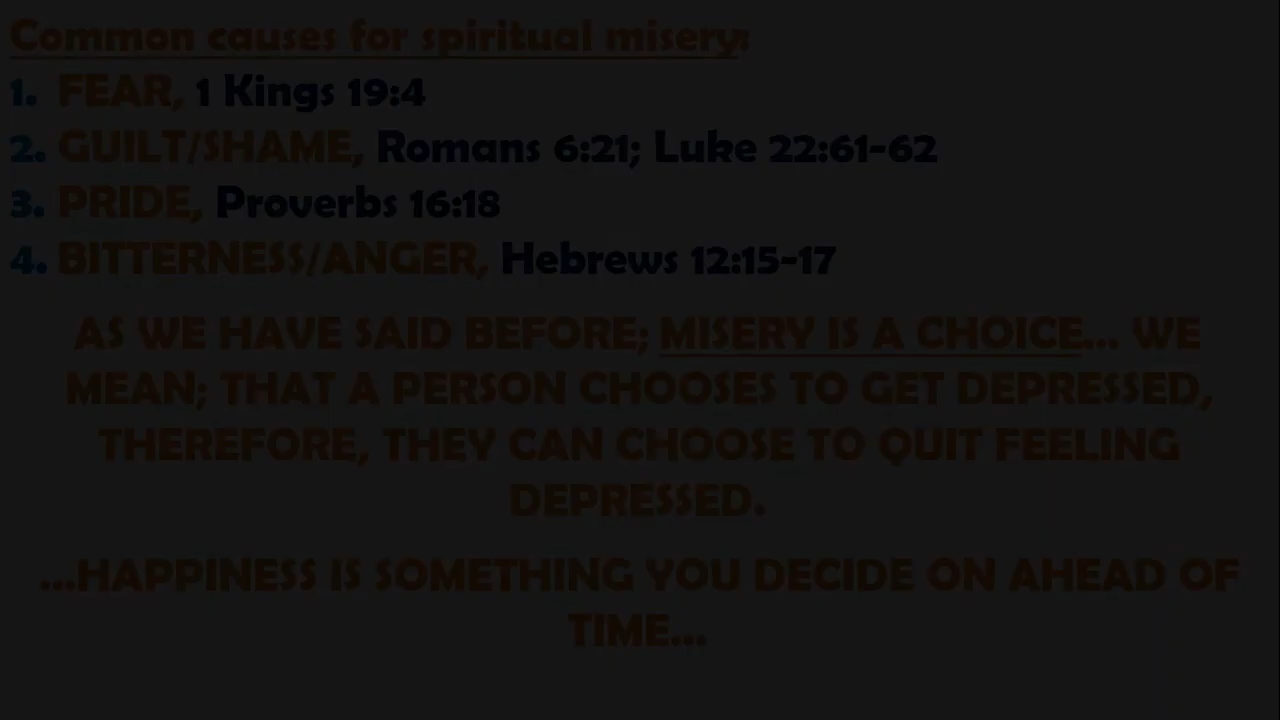 Common causes for spiritual misery:
1. FEAR, 1 Kings 19:4
2. GUILT/SHAME, Romans 6:21; Luke 22:61-62
3. PRIDE, Proverbs 16:18
4. BITTERNESS/ANGER, Hebrews 12:15-17
AS WE HAVE SAID BEFORE; MISERY IS A CHOICE... WE
MEAN; THAT A PERSON CHOOSES TO GET DEPRESSED,
THEREFORE, THEY CAN CHOOSE TO QUIT FEELING
DEPRESSED.
...HAPPINESS IS SOMETHING YOU DECIDE ON AHEAD OF
TIME...